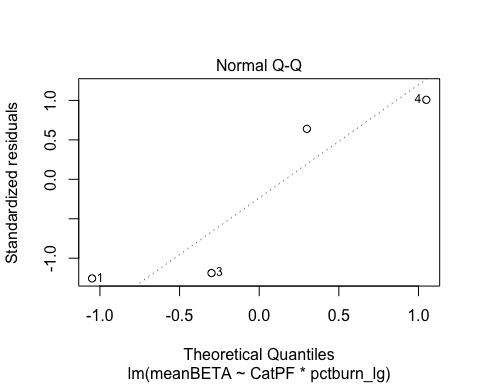 Normal Q-Q
Standardized residuals
1.0
0.5
0.0
-1.0
4
1
3
-1.0 -0.5 0.0 0.5 1.0
Theoretical Quantiles
lm(meanBETA ~ CatPF * pctburn_lg)